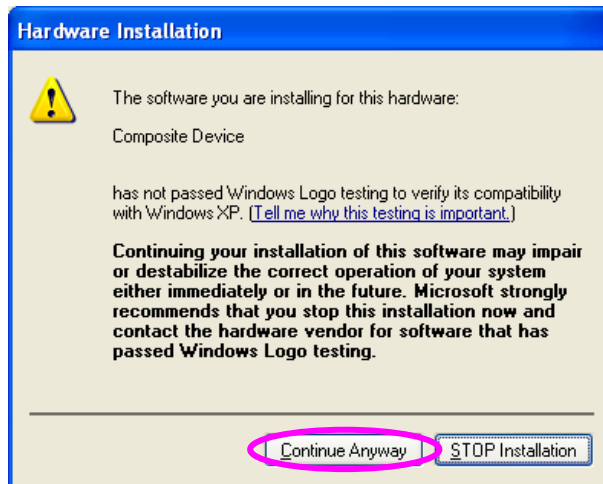 Hardware Installation
The software you are installing for this hardware:
Composite Device
has not passed Windows Logo testing to verify its compatibility
with Windows XP. (Tell me why this testing is important.)
Continuing your installation of this software may impair
or destabilize the correct operation of your system
either immediately or in the future. Microsoft strongly
recommends that you stop this installation now and
contact the hardware vendor for software that has
passed Windows Logo testing.
Continue Anyway STOP Installation